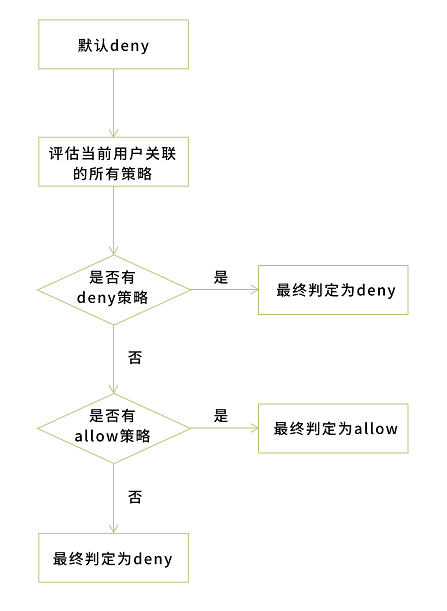 默认deny
评估当前用户关联
的所有策略
是否有
deny策略
是
最终判定为deny
否
是否有
allow策略
是
最终判定为allow
否
最终判定为deny